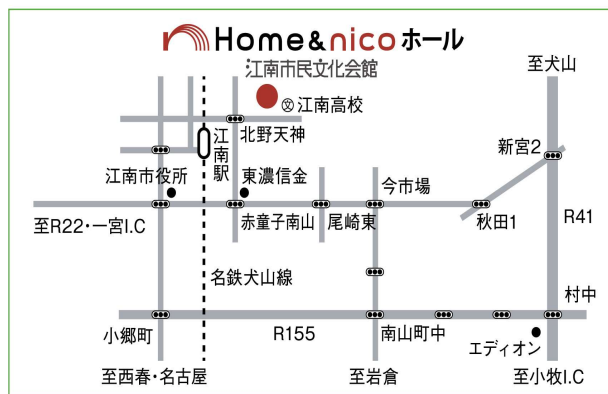 Home&nicoホール
江南市民文化会館
至犬山
文 江南高校
北野天神
江南駅
新宮2
江南市役所
東濃信金
今市場
至R22・一宮I.C
赤童子南山
尾崎東
秋田1
R41
名鉄犬山線
村中
小郷町
R155
南山町中
エディオン
至西春・名古屋
至岩倉
至小牧I.C